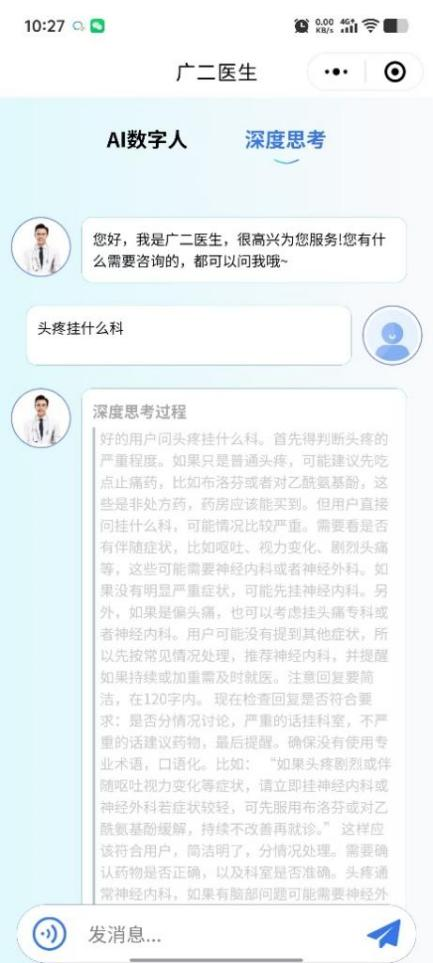 10:27
0.00
KB/s
4G+
广二医生
AI数字人
深度思考
您好，我是广二医生，很高兴为您服务!您有什
么需要咨询的，都可以问我哦~
头疼挂什么科
深度思考过程
好的用户问头疼挂什么科。首先得判断头疼的
严重程度。如果只是普通头疼，可能建议先吃
点止痛药，比如布洛芬或者对乙酰氨基酚，这
些是非处方药，药房应该能买到。但用户直接
问挂什么科，可能情况比较严重。需要看是否
有伴随症状，比如呕吐、视力变化、剧烈头痛
等，这些可能需要神经内科或者神经外科。如
果没有明显严重症状，可能先挂神经内科。另
外，如果是偏头痛，也可以考虑挂头痛专科或
者神经内科。用户可能没有提到其他症状，所
以先按常见情况处理，推荐神经内科，并提醒
如果持续或加重需及时就医。注意回复要简
洁，在120字内。 现在检查回复是否符合要
求：是否分情况讨论，严重的话挂科室，不严
重的话建议药物，最后提醒。确保没有使用专
业术语，口语化。比如： “如果头疼剧烈或伴
随呕吐视力变化等症状，请立即挂神经内科或
神经外科若症状较轻，可先服用布洛芬或对乙
酰氨基酚缓解，持续不改善再就诊。” 这样应
该符合用户，简洁明了，分情况处理。需要确
认药物是否正确，以及科室是否准确。头疼通
常神经内科，如果有脑部问题可能需要神经外
发消息...